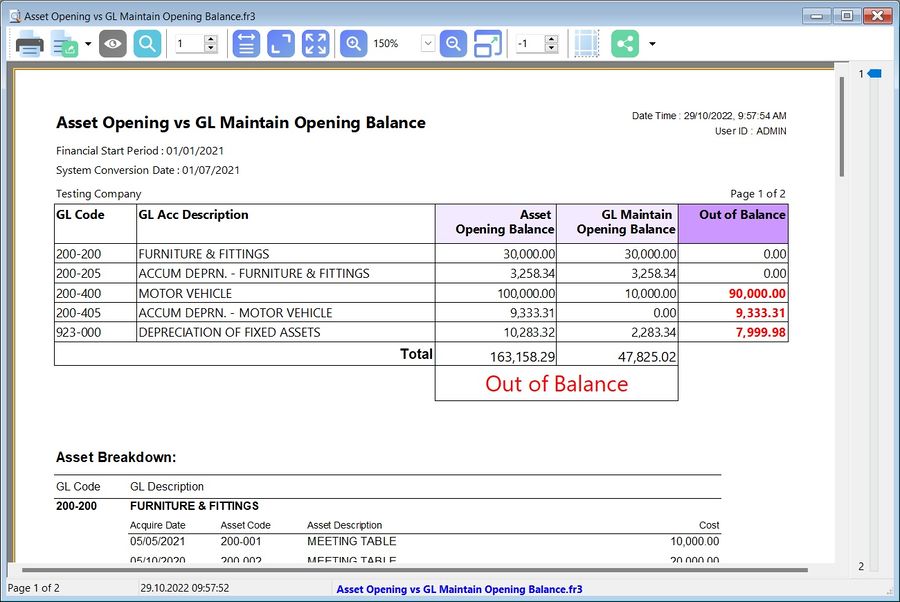 Asset Opening vs GL Maintain Opening Balance.fr3
1 150% -1
1
Asset Opening vs GL Maintain Opening Balance
Date Time : 29/10/2022, 9:57:54 AM
User ID : ADMIN
Financial Start Period : 01/01/2021
System Conversion Date : 01/07/2021
Testing Company Page 1 of 2
GL Code GL Acc Description Asset GL Maintain Out of Balance
Opening Balance Opening Balance
200-200 FURNITURE & FITTINGS 30,000.00 30,000.00 0.00
200-205 ACCUM DEPRN. - FURNITURE & FITTINGS 3,258.34 3,258.34 0.00
200-400 MOTOR VEHICLE 100,000.00 10,000.00 90,000.00
200-405 ACCUM DEPRN. - MOTOR VEHICLE 9,333.31 0.00 9,333.31
923-000 DEPRECIATION OF FIXED ASSETS 10,283.32 2,283.34 7,999.98
Total 163,158.29 47,825.02
Out of Balance
Asset Breakdown:
GL Code GL Description
200-200 FURNITURE & FITTINGS
Acquire Date Asset Code Asset Description Cost
05/05/2021 200-001 MEETING TABLE 10,000.00
05/10/2020 200-002 MEETING TABLE 20,000.00
2
Page 1 of 2 29.10.2022 09:57:52 Asset Opening vs GL Maintain Opening Balance.fr3